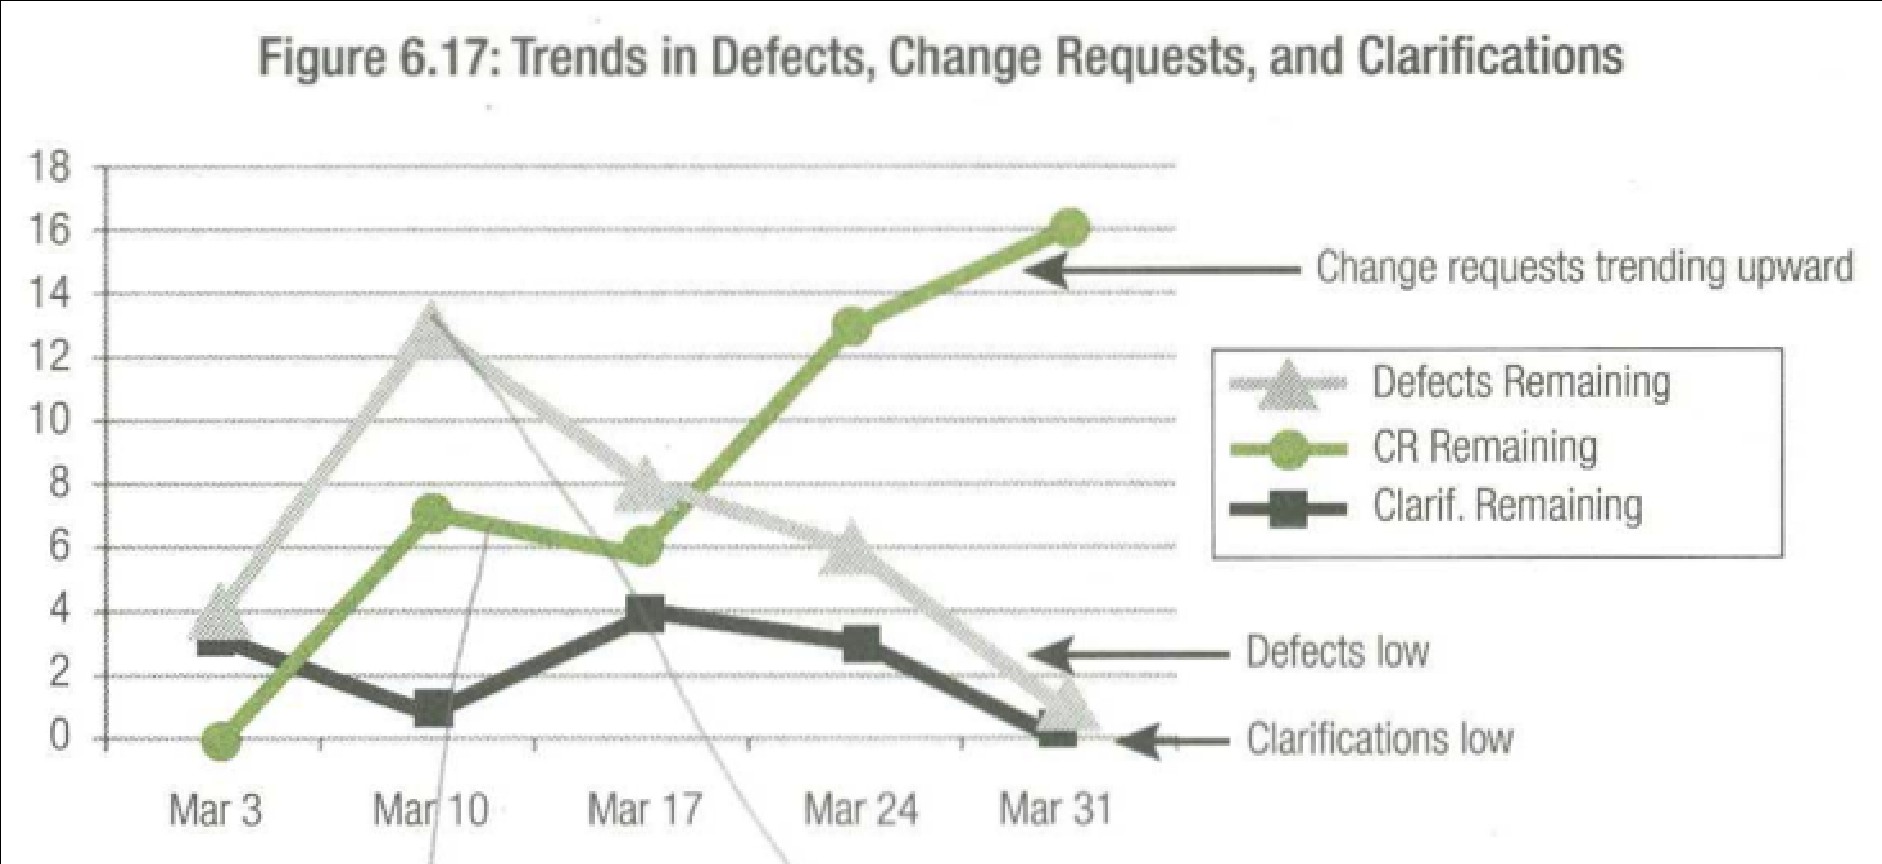 Figure 6.17: Trends in Defects, Change Requests, and Clarifications
18
16
Change requests trending upward
14
12
Defects Remaining
10
CR Remaining
8
Clarif. Remaining
6
4
Defects low
2
0
Clarifications low
Mar 3 Mar 10 Mar 17 Mar 24 Mar 31